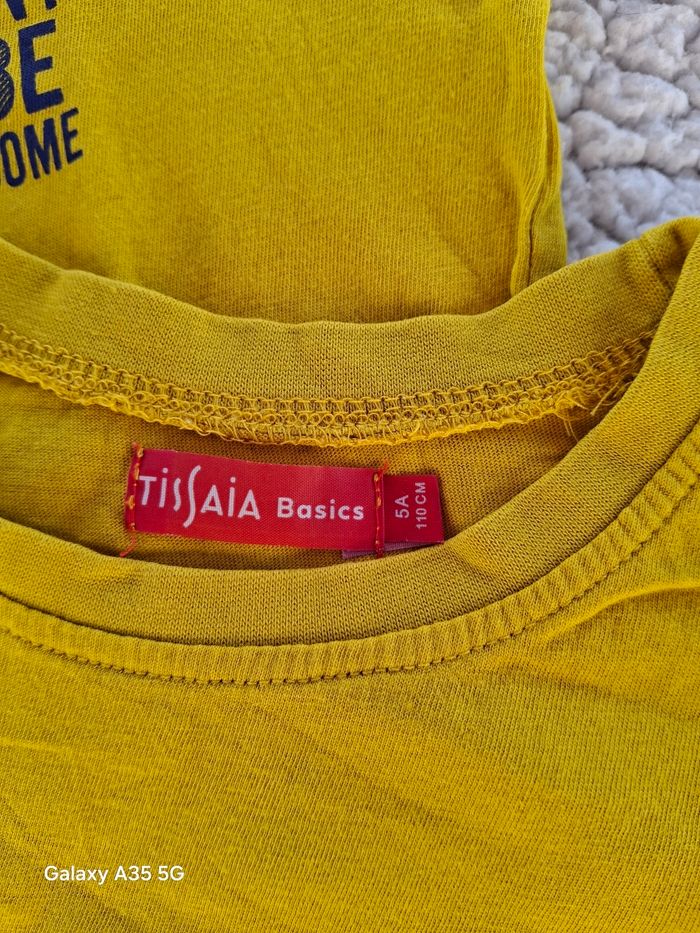 BE
OME
TISSAIA Basics
5A
110 CM
Galaxy A35 5G